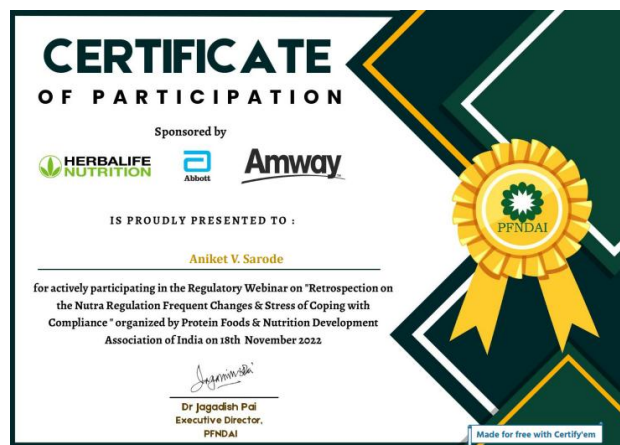 CERTIFICATE
OF PARTICIPATION
Sponsored by
HERBALIFE
NUTRITION
Abbott
Amway
IS PROUDLY PRESENTED TO :
PFNDAI
Aniket V. Sarode
for actively participating in the Regulatory Webinar on "Retrospection on
the Nutra Regulation Frequent Changes & Stress of Coping with
Compliance " organized by Protein Foods & Nutrition Development
Association of India on 18th November 2022
Dr Jagadish Pai
Executive Director,
PFNDAI
Made for free with Certify'em